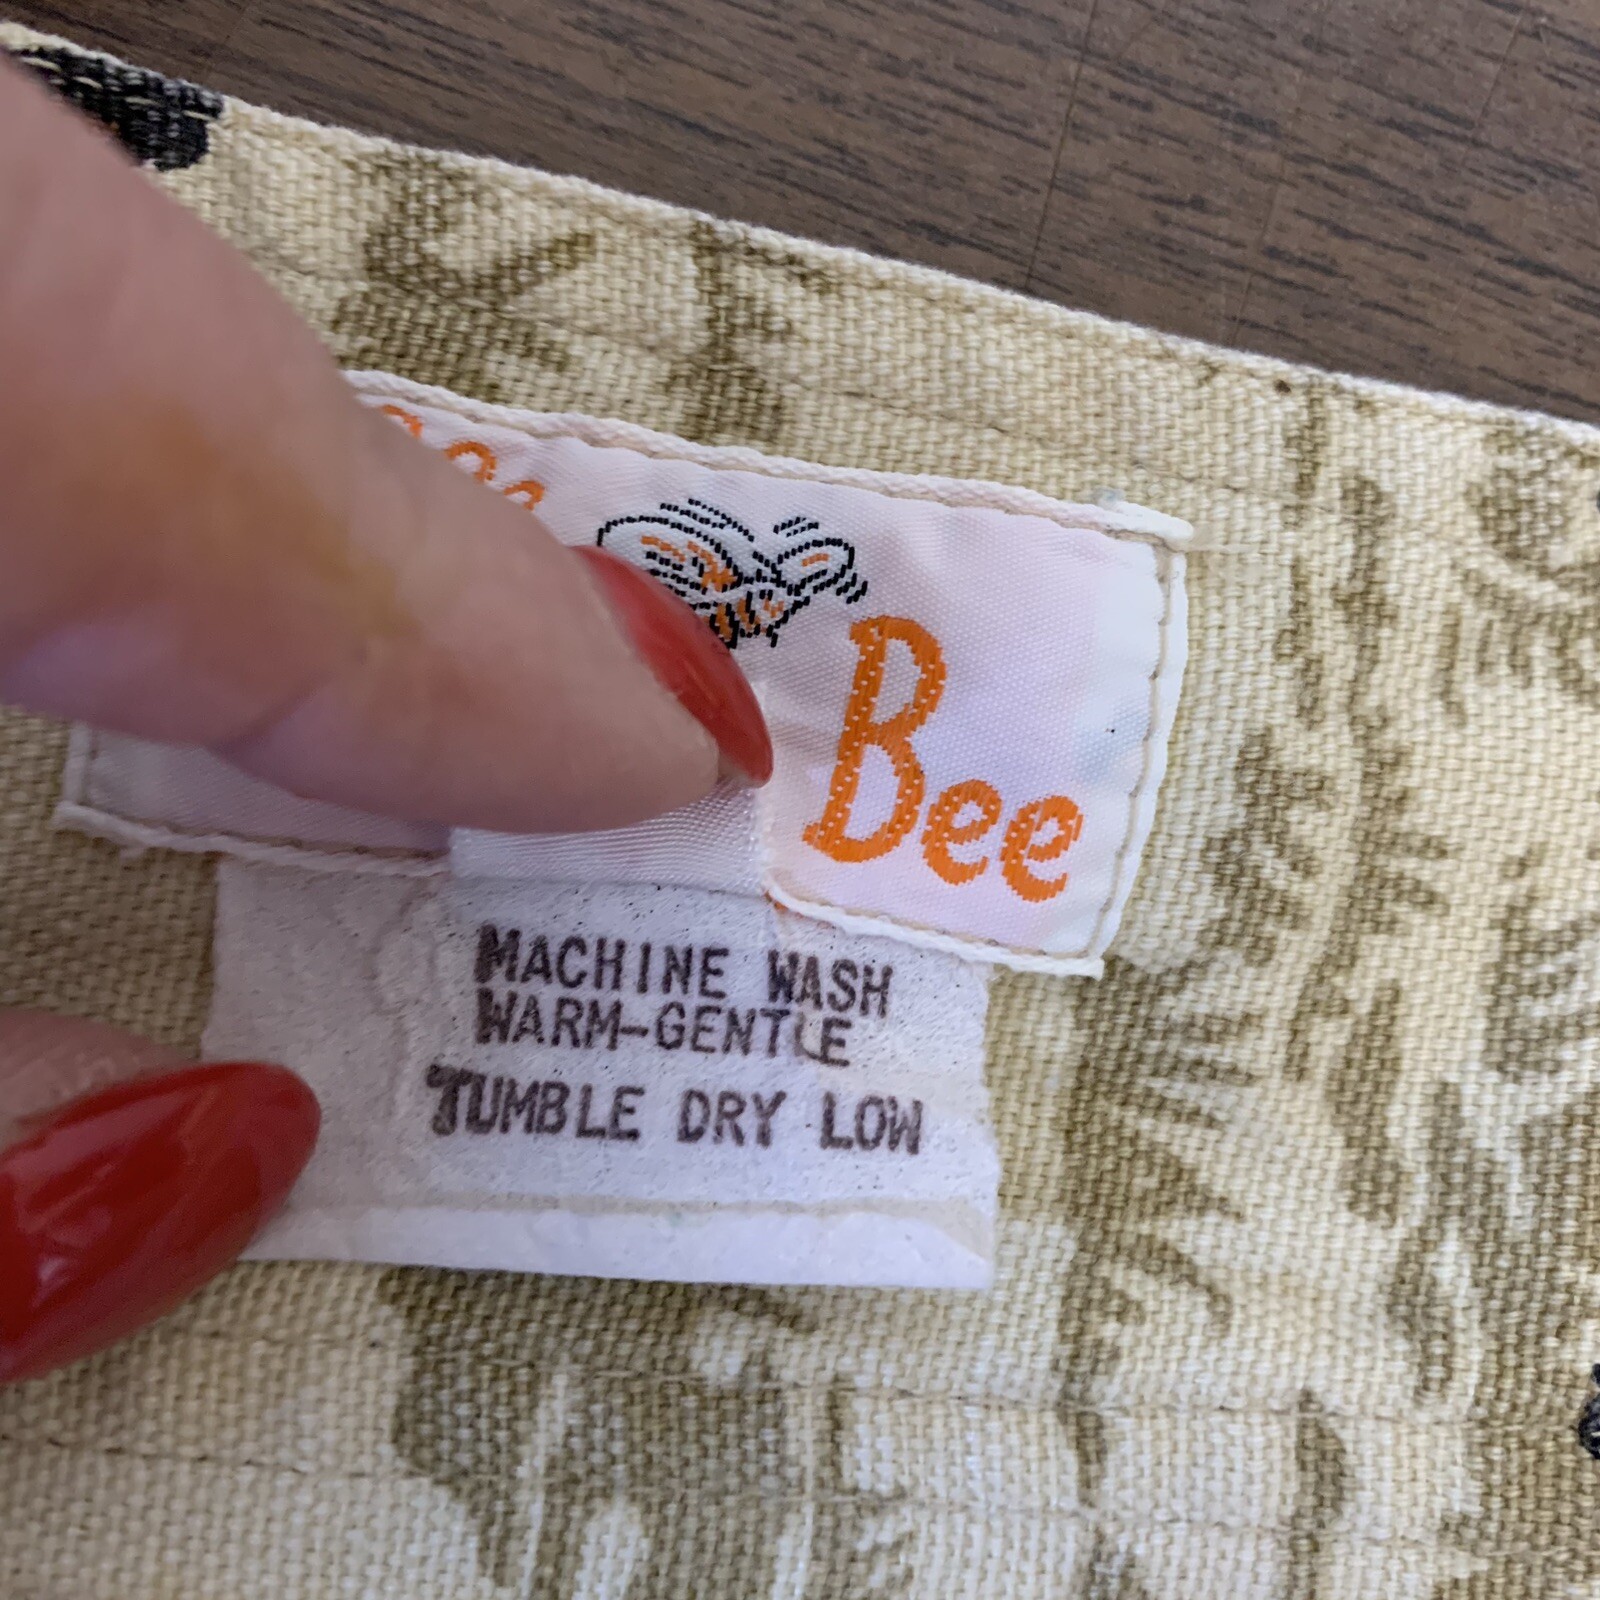 Bee
MACHINE WASH
WARM-GENTLE
TUMBLE DRY LOW